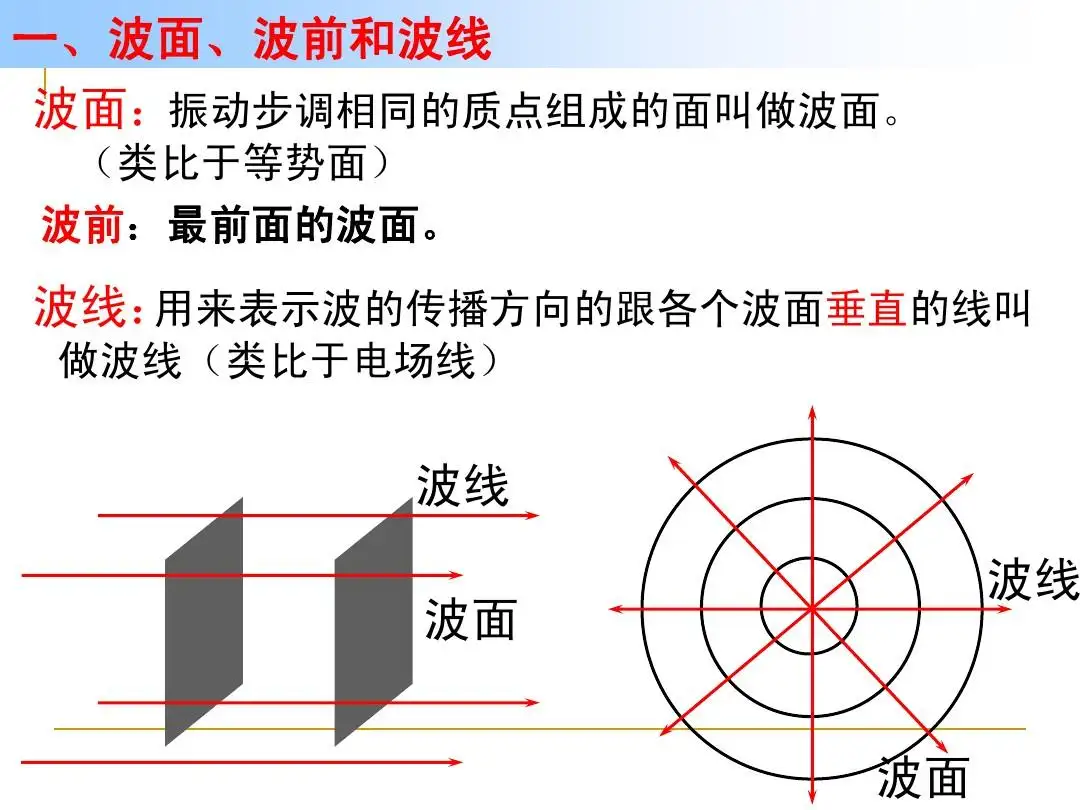 一、波面、波前和波线
波面：振动步调相同的质点组成的面叫做波面。
（类比于等势面）
波前：最前面的波面。
波线：用来表示波的传播方向的跟各个波面垂直的线叫
做波线（类比于电场线）
波线
波面
波线
波面